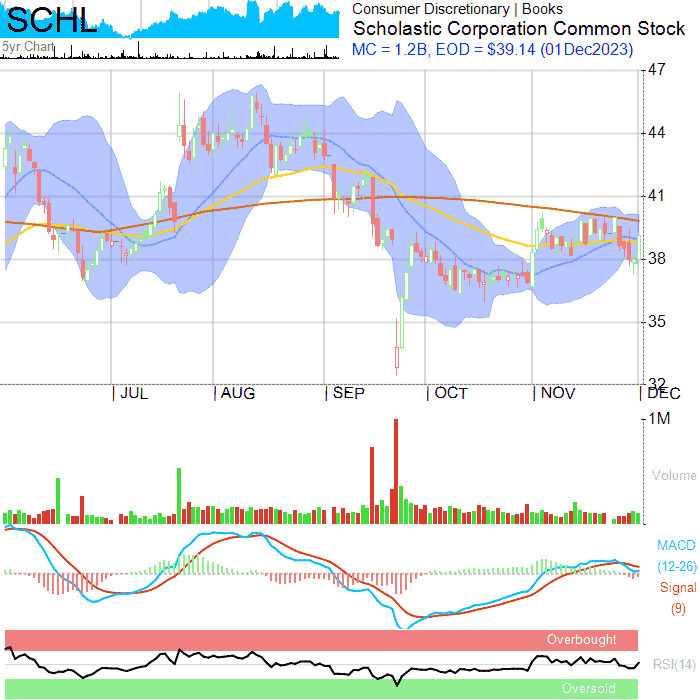 SCHL
5yr Chart
Consumer Discretionary | Books
Scholastic Corporation Common Stock
MC = 1.2B, EOD = $39.14 (01Dec2023)
47
44
41
38
35
32
JUL AUG SEP OCT NOV DEC
1M
Volume
MACD
(12-26)
Signal
(9)
Overbought
RSI(14)
Oversold